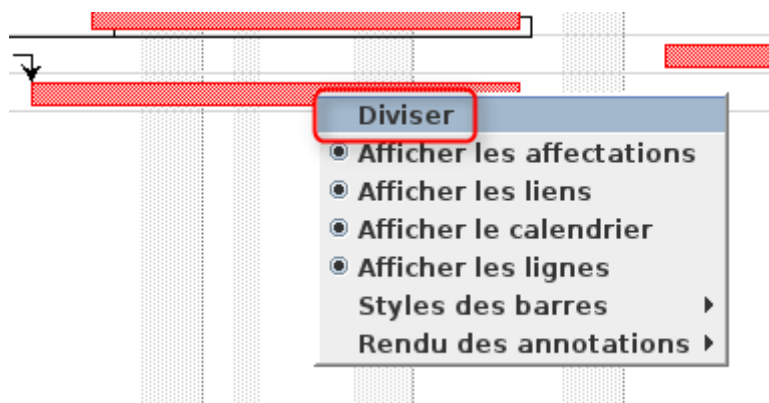 Diviser
Afficher les affectations
Afficher les liens
Afficher le calendrier
Afficher les lignes
Styles des barres
Rendu des annotations